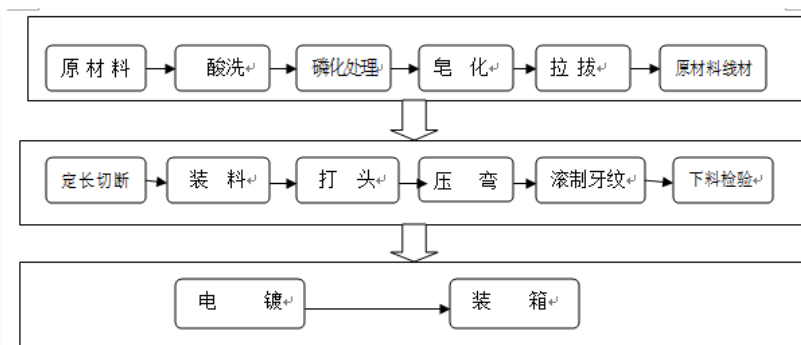 原材料 酸洗 磷化处理 皂化 拉拔 原材料线材
定长切断 装料 打头 压弯 滚制牙纹 下料检验
电镀 装箱